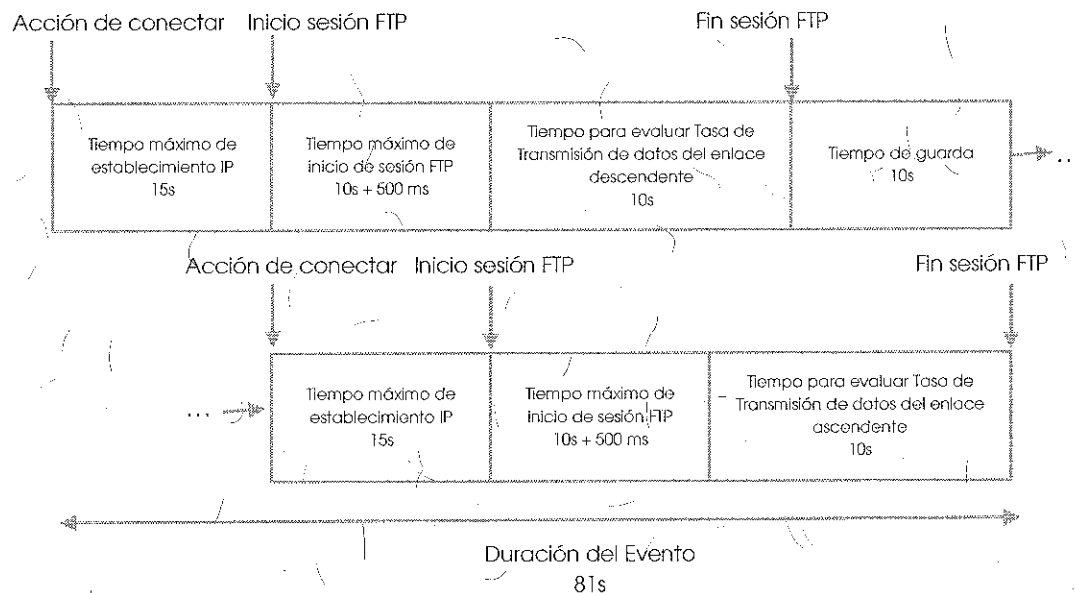 Acción de conectar Inicio sesión FTP Fin sesión FTP
Tiempo máximo de
establecimiento IP
15s
Tiempo máximo de
inicio de sesión FTP
10s + 500 ms
Tiempo para evaluar Tasa de
Transmisión de datos del enlace
descendente
10s
Tiempo de guarda
10s
...
Acción de conectar Inicio sesión FTP Fin sesión FTP
...
Tiempo máximo de
establecimiento IP
15s
Tiempo máximo de
inicio de sesión FTP
10s + 500 ms
Tiempo para evaluar Tasa de
Transmisión de datos del enlace
ascendente
10s
Duración del Evento
81s